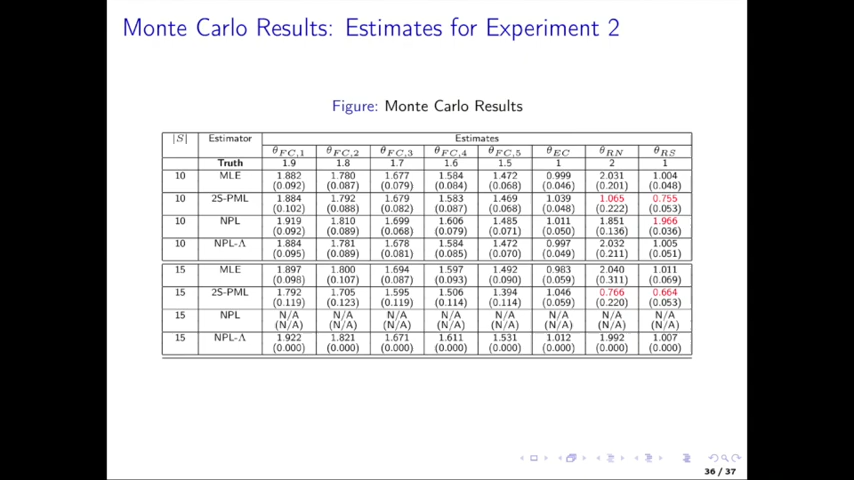 Monte Carlo Results: Estimates for Experiment 2
Figure: Monte Carlo Results
|S| Estimator Estimates
θ_FC,1 θ_FC,2 θ_FC,3 θ_FC,4 θ_FC,5 θ_EC θ_RN θ_RS
Truth 1.9 1.8 1.7 1.6 1.5 1 2 1
10 MLE 1.882 1.780 1.677 1.584 1.472 0.999 2.031 1.004
(0.092) (0.087) (0.079) (0.084) (0.068) (0.046) (0.201) (0.048)
10 2S-PML 1.884 1.792 1.679 1.583 1.469 1.039 1.065 0.755
(0.102) (0.088) (0.082) (0.087) (0.068) (0.048) (0.222) (0.053)
10 NPL 1.919 1.810 1.699 1.606 1.485 1.011 1.851 1.966
(0.092) (0.089) (0.068) (0.079) (0.071) (0.050) (0.136) (0.036)
10 NPL-Λ 1.884 1.781 1.678 1.584 1.472 0.997 2.032 1.005
(0.095) (0.089) (0.081) (0.085) (0.070) (0.049) (0.211) (0.051)
15 MLE 1.897 1.800 1.694 1.597 1.492 0.983 2.040 1.011
(0.098) (0.107) (0.087) (0.093) (0.090) (0.059) (0.311) (0.069)
15 2S-PML 1.792 1.705 1.595 1.506 1.394 1.046 0.766 0.664
(0.119) (0.123) (0.119) (0.114) (0.114) (0.059) (0.220) (0.053)
15 NPL N/A N/A N/A N/A N/A N/A N/A N/A
(N/A) (N/A) (N/A) (N/A) (N/A) (N/A) (N/A) (N/A)
15 NPL-Λ 1.922 1.821 1.671 1.611 1.531 1.012 1.992 1.007
(0.000) (0.000) (0.000) (0.000) (0.000) (0.000) (0.000) (0.000)
36 / 37